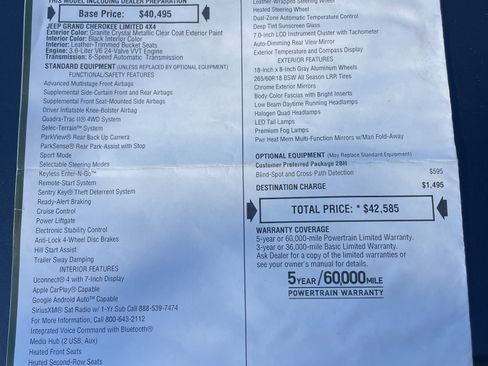 THIS MODEL INCLUDING DEALER PREPARATION
Base Price: $40,495
JEEP GRAND CHEROKEE LIMITED 4X4
Exterior Color: Granite Crystal Metallic Clear Coat Exterior Paint
Interior Color: Black Interior Color
Interior: Leather-Trimmed Bucket Seats
Engine: 3.6-Liter V6 24-Valve VVT Engine
Transmission: 8-Speed Automatic Transmission
STANDARD EQUIPMENT (UNLESS REPLACED BY OPTIONAL EQUIPMENT)
FUNCTIONAL/SAFETY FEATURES
Advanced Multistage Front Airbags
Supplemental Side-Curtain Front and Rear Airbags
Supplemental Front Seat-Mounted Side Airbags
Driver Inflatable Knee-Bolster Airbag
Quadra-Trac II® 4WD System
Selec-Terrain™ System
ParkView® Rear Back Up Camera
ParkSense® Rear Park-Assist with Stop
Sport Mode
Selectable Steering Modes
Keyless Enter-N-Go™
Remote-Start System
Sentry Key® Theft Deterrent System
Ready-Alert Braking
Cruise Control
Power Liftgate
Electronic Stability Control
Anti-Lock 4-Wheel Disc Brakes
Hill Start Assist
Trailer Sway Damping
INTERIOR FEATURES
Uconnect® 4 with 7-Inch Display
Apple CarPlay® Capable
Google Android Auto™ Capable
SiriusXM® Sat Radio w/ 1-Yr Sub Call 888-539-7474
For More Information, Call 800-643-2112
Integrated Voice Command with Bluetooth®
Media Hub (2 USB, Aux)
Heated Front Seats
Heated Second-Row Seats
Leather-Wrapped Steering Wheel
Heated Steering Wheel
Dual-Zone Automatic Temperature Control
Deep Tint Sunscreen Glass
7.0-Inch LCD Instrument Cluster with Tachometer
Auto-Dimming Rear View Mirror
Exterior Temperature and Compass Display
EXTERIOR FEATURES
18-Inch x 8-Inch Gray Aluminum Wheels
265/60R18 BSW All Season LRR Tires
Chrome Exterior Mirrors
Body-Color Fascias with Bright Inserts
Low Beam Daytime Running Headlamps
Halogen Quad Headlamps
LED Tail Lamps
Premium Fog Lamps
Pwr Heat Mem Multi-Function Mirrors w/Man Fold-Away
OPTIONAL EQUIPMENT (May Replace Standard Equipment)
Customer Preferred Package 2BH
Blind-Spot and Cross-Path Detection $595
DESTINATION CHARGE $1,495
TOTAL PRICE: * $42,585
WARRANTY COVERAGE
5-year or 60,000-mile Powertrain Limited Warranty.
3-year or 36,000-mile Basic Limited Warranty.
Ask Dealer for a copy of the limited warranties or
see your owner's manual for details.
5 YEAR/60,000 MILE
POWERTRAIN WARRANTY